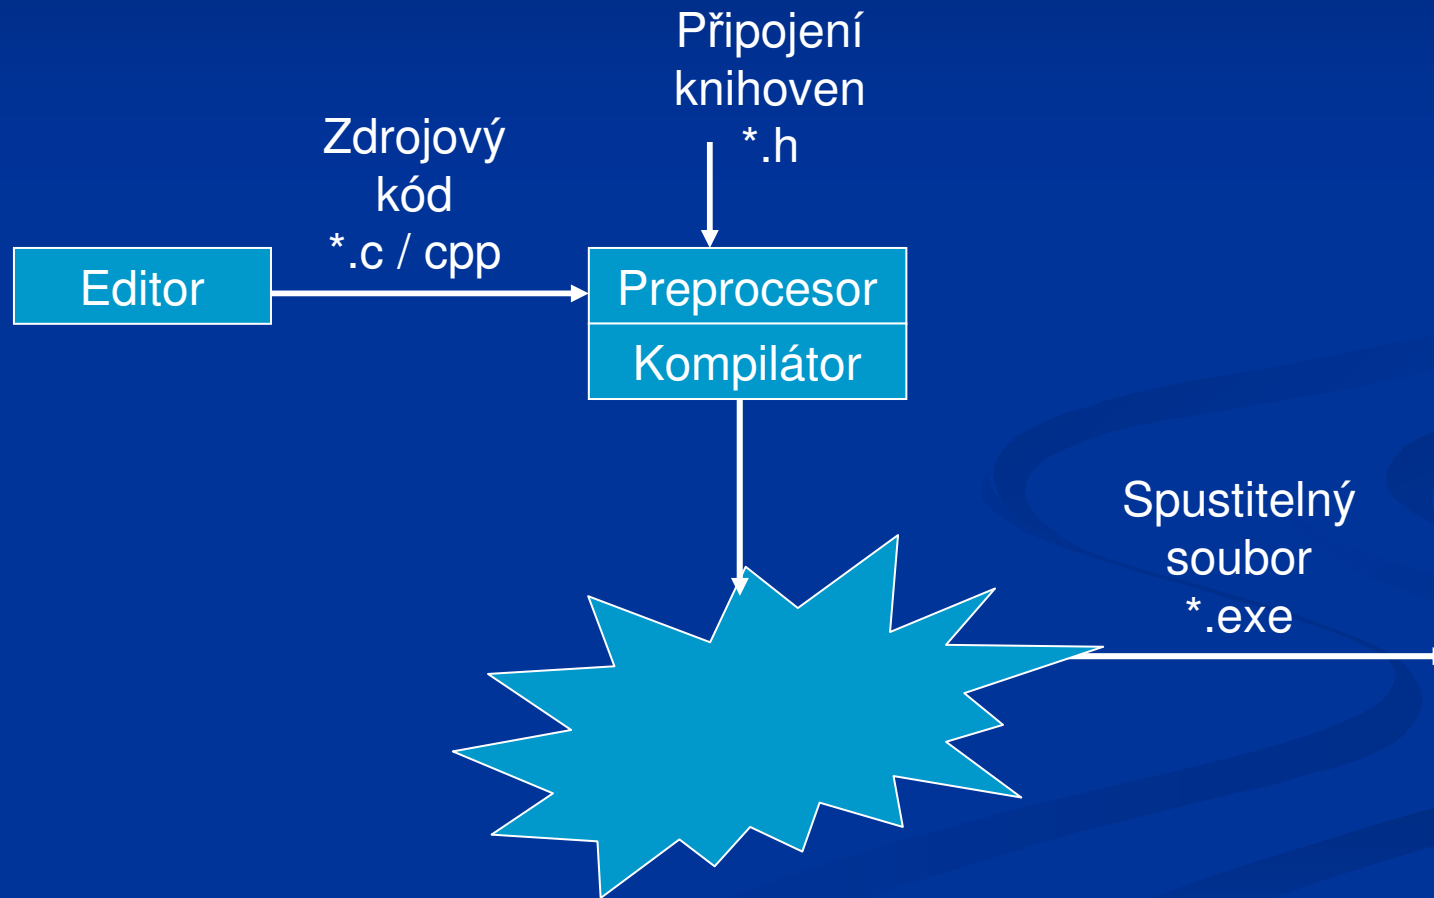 Připojení
knihoven
*.h
Zdrojový
kód
*.c / cpp
Editor
Preprocesor
Kompilátor
Spustitelný
soubor
*.exe